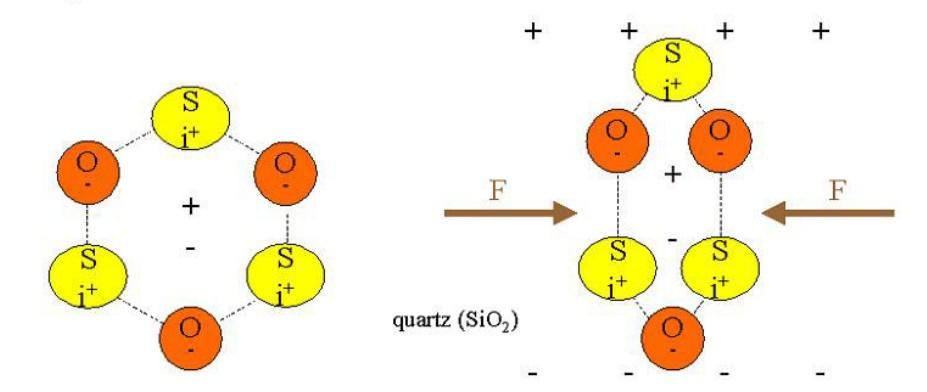 S
i+
O
-
O
-
+
-
S
i+
S
i+
O
-
+ + + +
S
i+
O
-
O
-
+
F
F
-
S
i+
S
i+
O
-
quartz (SiO2)
- - - -